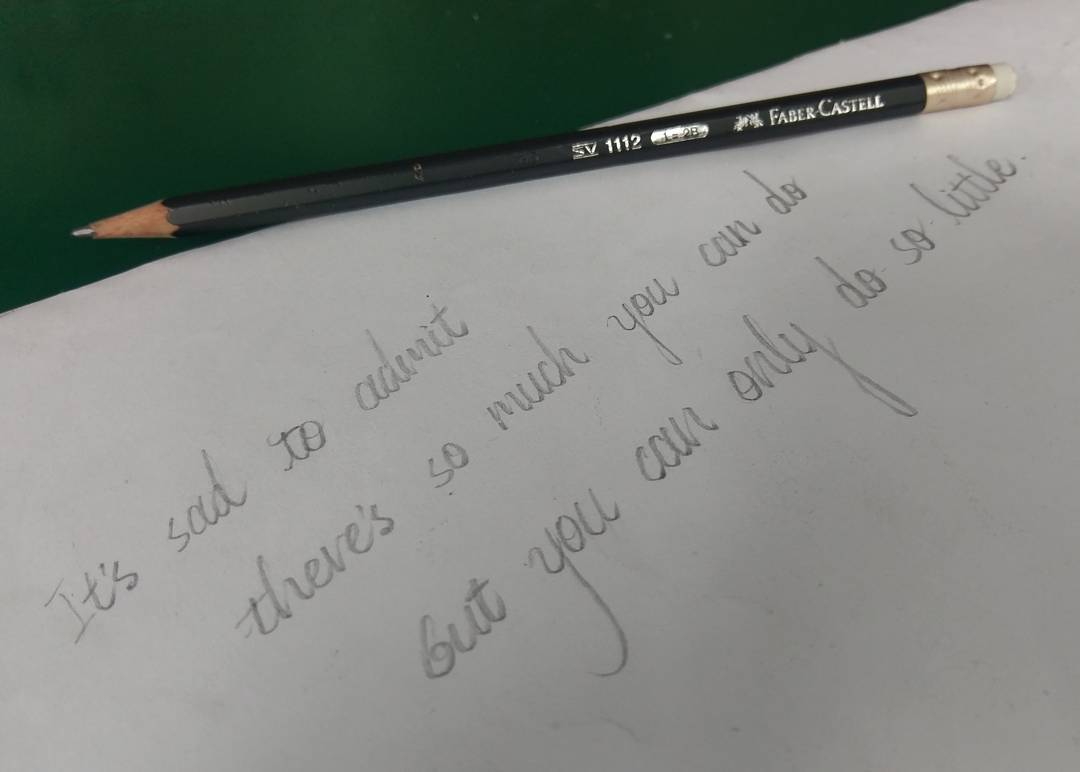 SV 1112 1=2B FABER-CASTELL
It's sad to admit
there's so much you can do
but you can only do so little.